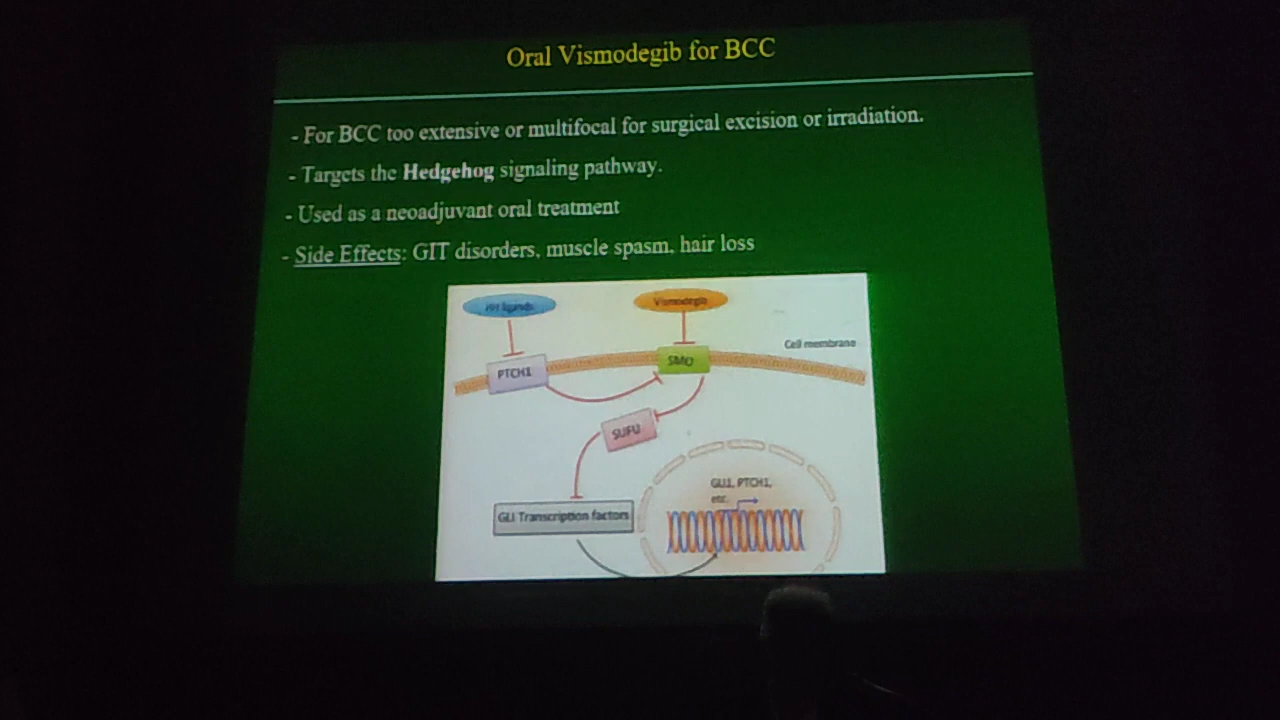 Oral Vismodegib for BCC
- For BCC too extensive or multifocal for surgical excision or irradiation.
- Targets the Hedgehog signaling pathway.
- Used as a neoadjuvant oral treatment
- Side Effects: GIT disorders, muscle spasm, hair loss
HH ligands
Vismodegib
Cell membrane
PTCH1
SMO
SUFU
GLI1, PTCH1,
etc.
GLI Transcription factors